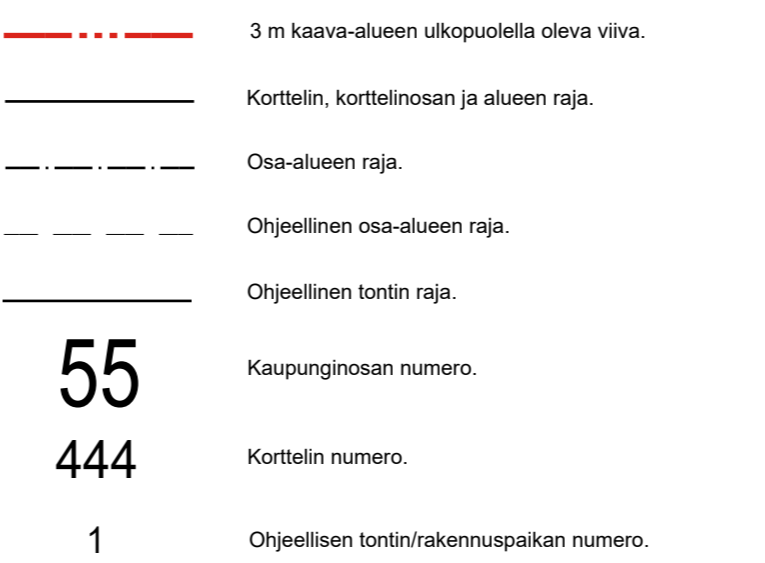 3 m kaava-alueen ulkopuolella oleva viiva.
Korttelin, korttelinosan ja alueen raja.
Osa-alueen raja.
Ohjeellinen osa-alueen raja.
Ohjeellinen tontin raja.
55 Kaupunginosan numero.
444 Korttelin numero.
1 Ohjeellisen tontin/rakennuspaikan numero.